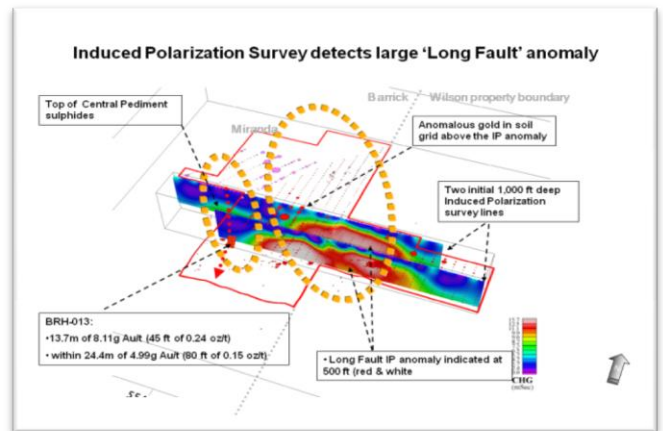 Induced Polarization Survey detects large ‘Long Fault’ anomaly
Barrick
Wilson property boundary
Top of Central Pediment
sulphides
Miranda
Anomalous gold in soil
grid above the IP anomaly
Two initial 1,000 ft deep
Induced Polarization
survey lines
BRH-013:
•13.7m of 8.11g Au/t (45 ft of 0.24 oz/t)
• within 24.4m of 4.99g Au/t (80 ft of 0.15 oz/t)
• Long Fault IP anomaly indicated at
500 ft (red & white
CHG